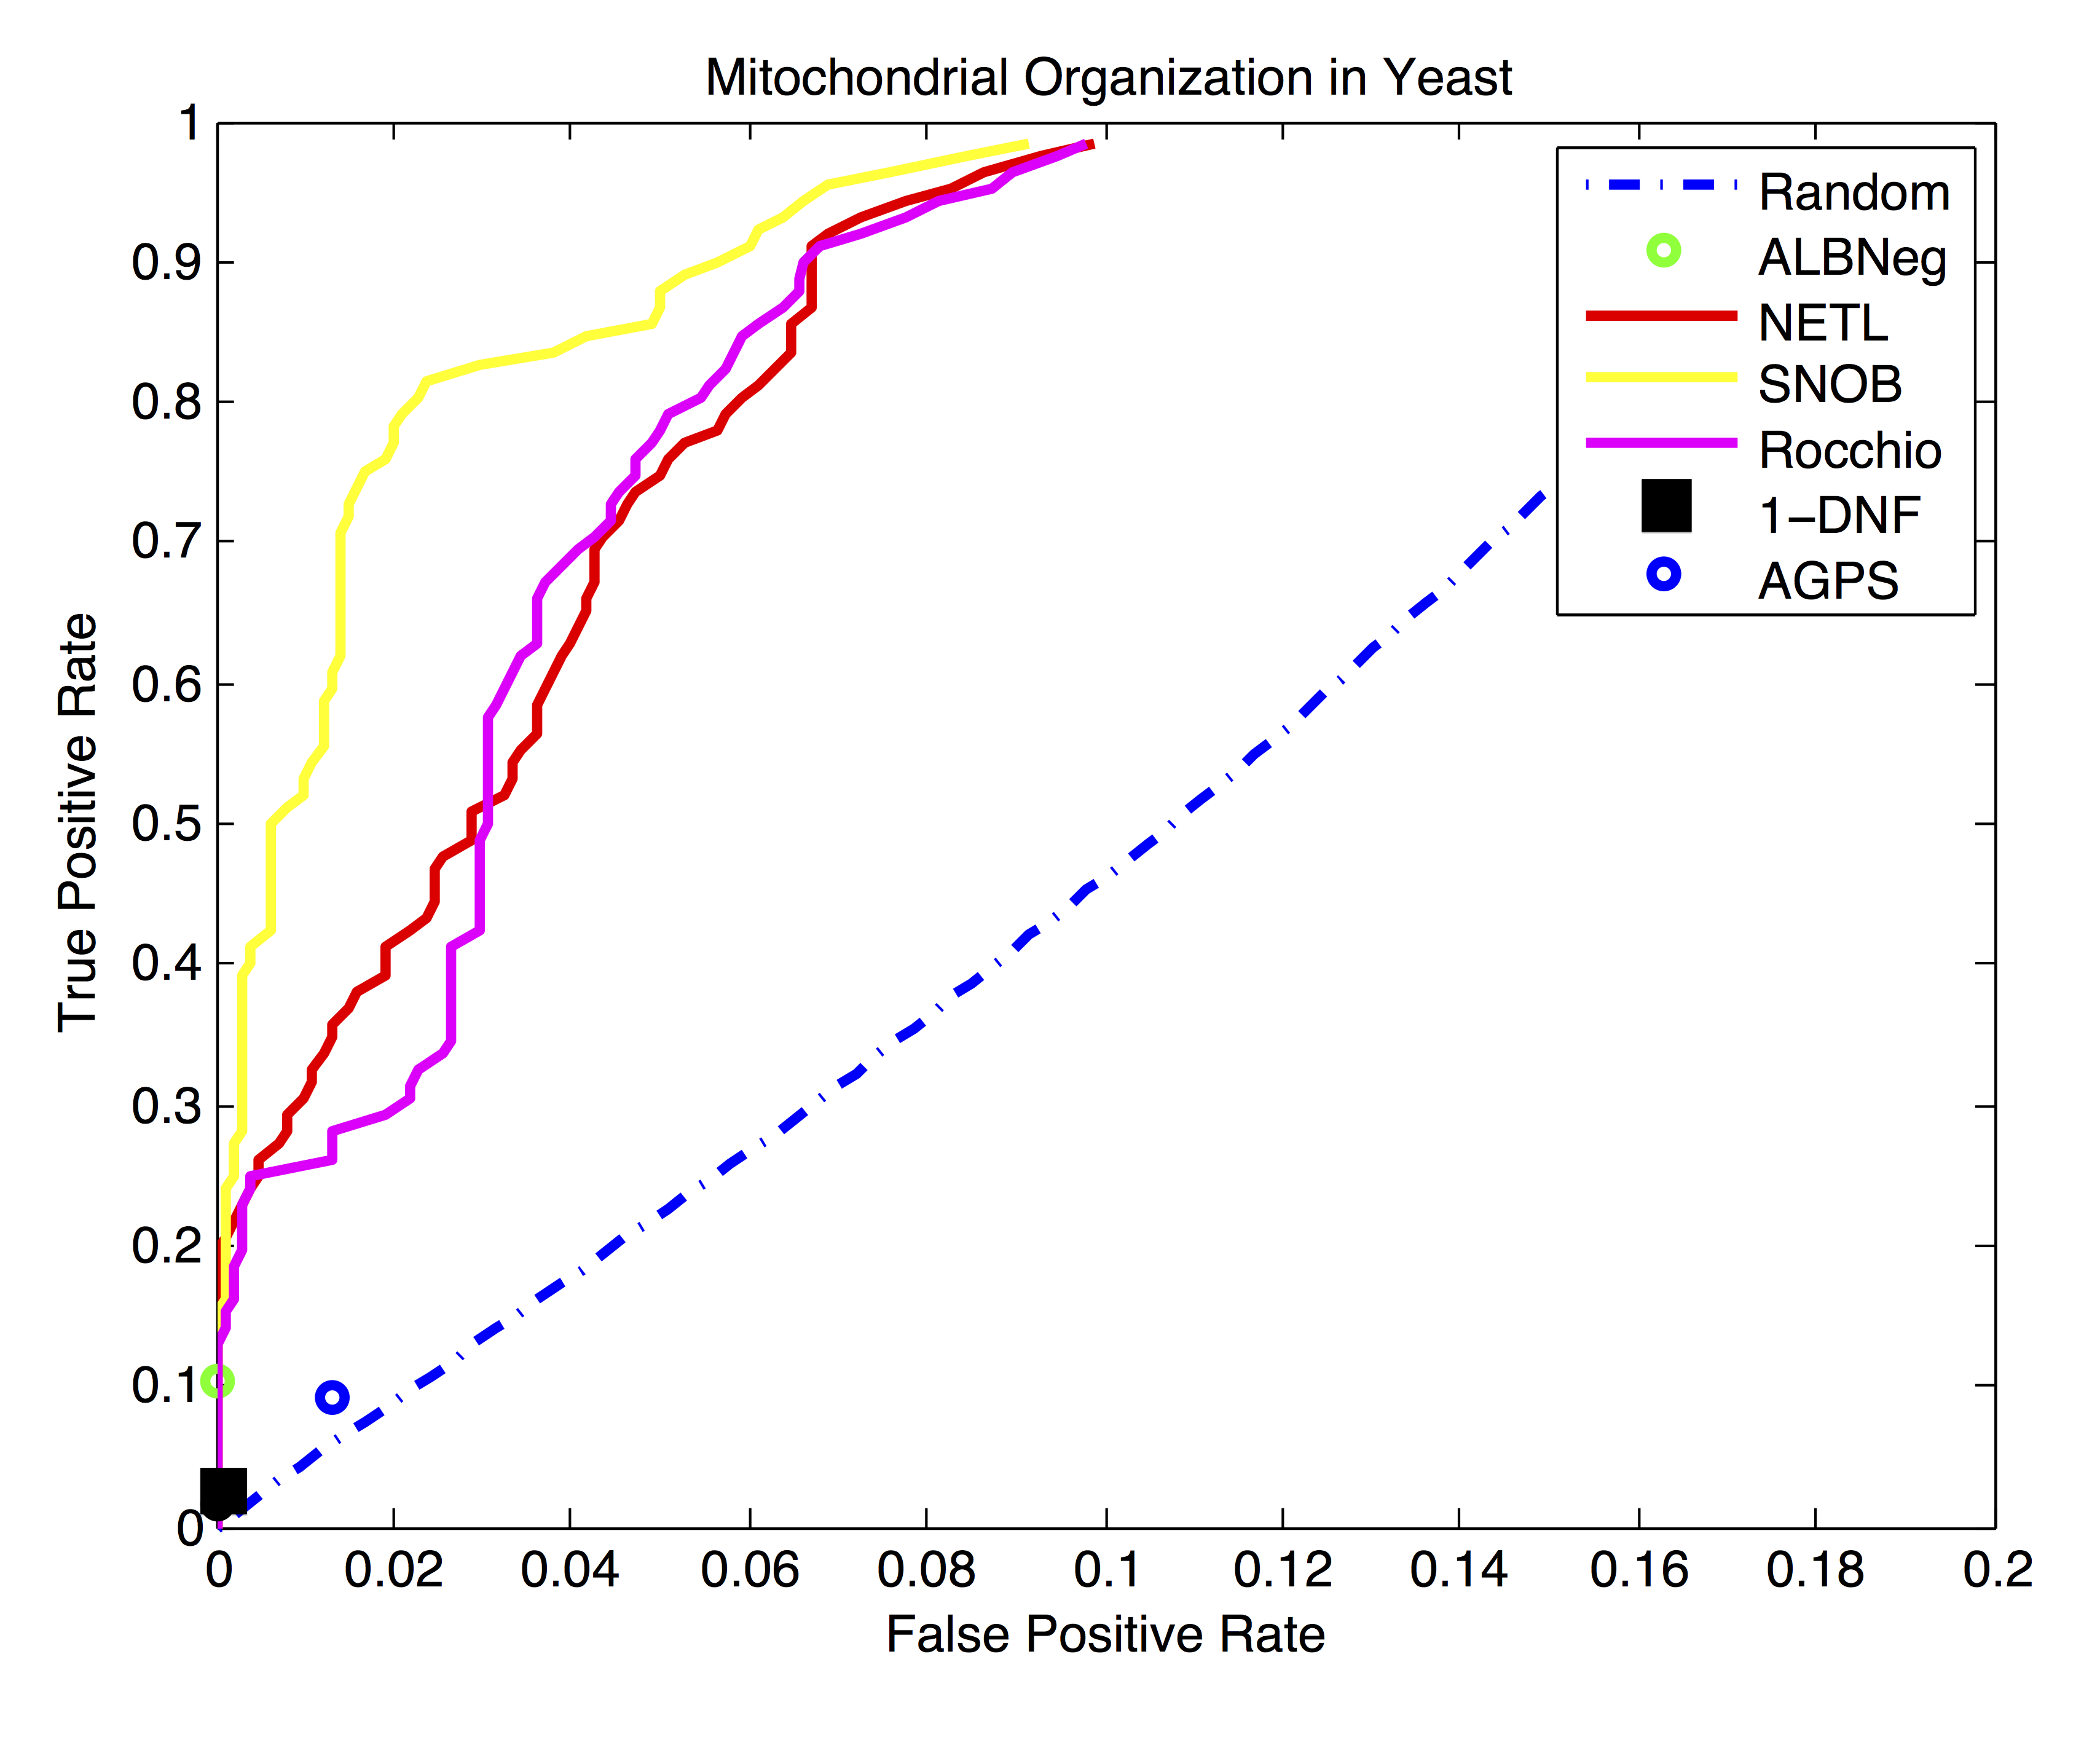 Mitochondrial Organization in Yeast
1
0.9
0.8
0.7
0.6
0.5
0.4
0.3
0.2
0.1
0
True Positive Rate
Random
ALBNeg
NETL
SNOB
Rocchio
1−DNF
AGPS
0 0.02 0.04 0.06 0.08 0.1 0.12 0.14 0.16 0.18 0.2
False Positive Rate